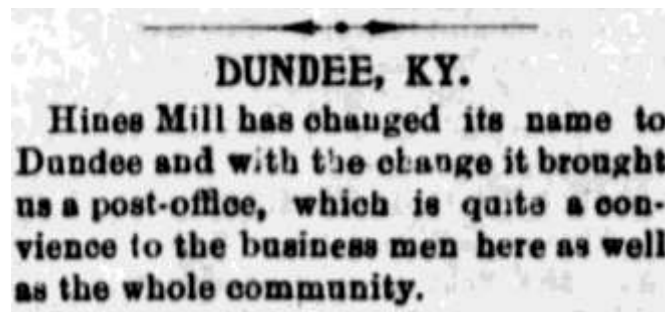 DUNDEE, KY.
Hines Mill has changed its name to
Dundee and with the change it brought
us a post-office, which is quite a con-
vience to the business men here as well
as the whole community.